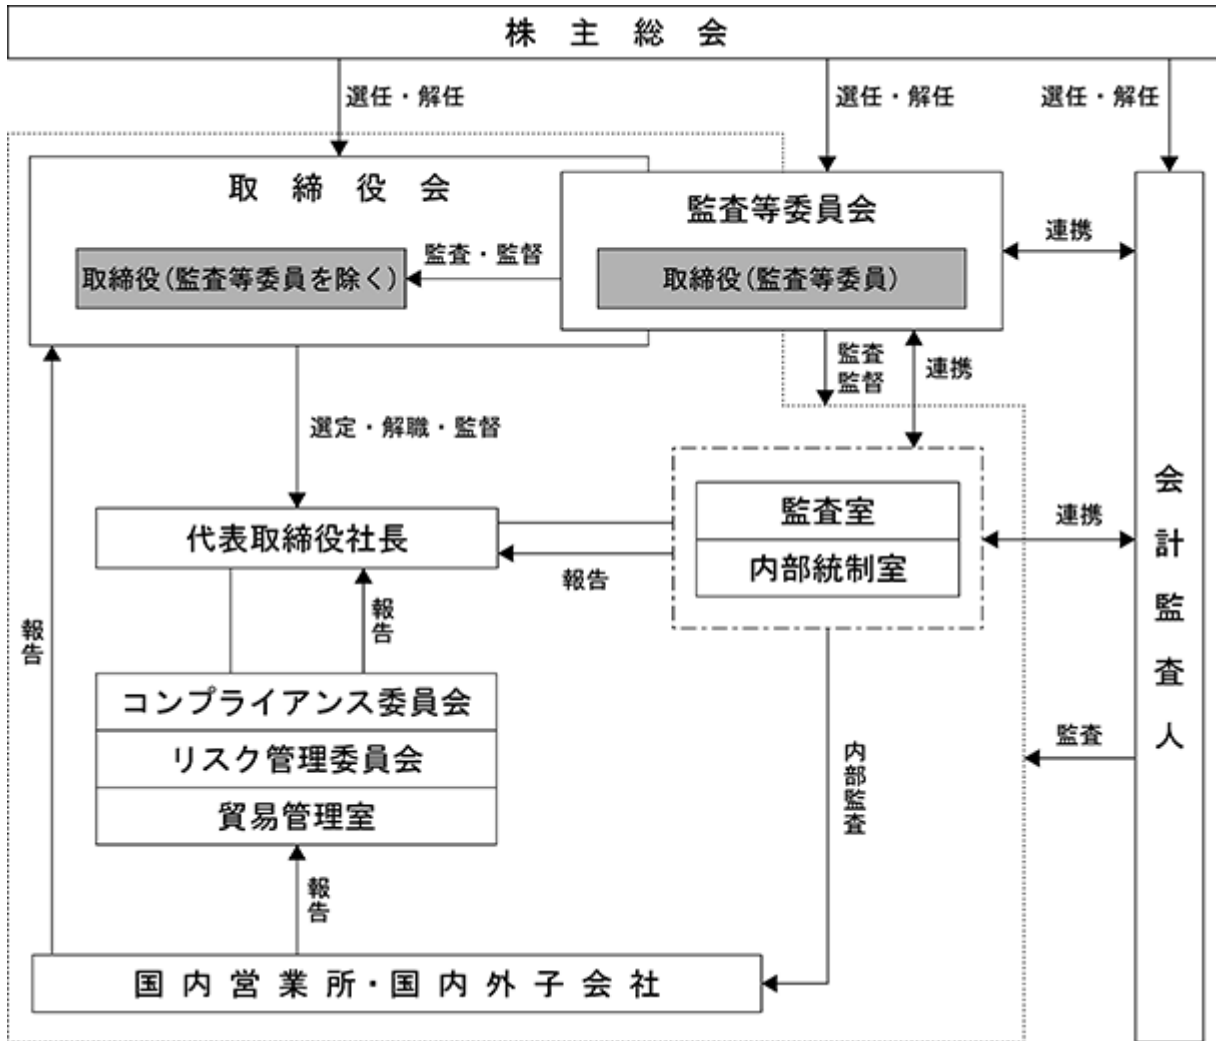 株主総会
選任・解任
選任・解任
選任・解任
取締役会
監査等委員会
取締役(監査等委員を除く)
監査・監督
取締役(監査等委員)
連携
監査
監督
連携
選定・解職・監督
代表取締役社長
報告
監査室
内部統制室
連携
会計監査人
報告
報告
コンプライアンス委員会
リスク管理委員会
貿易管理室
内部監査
監査
報告
国内営業所・国内外子会社